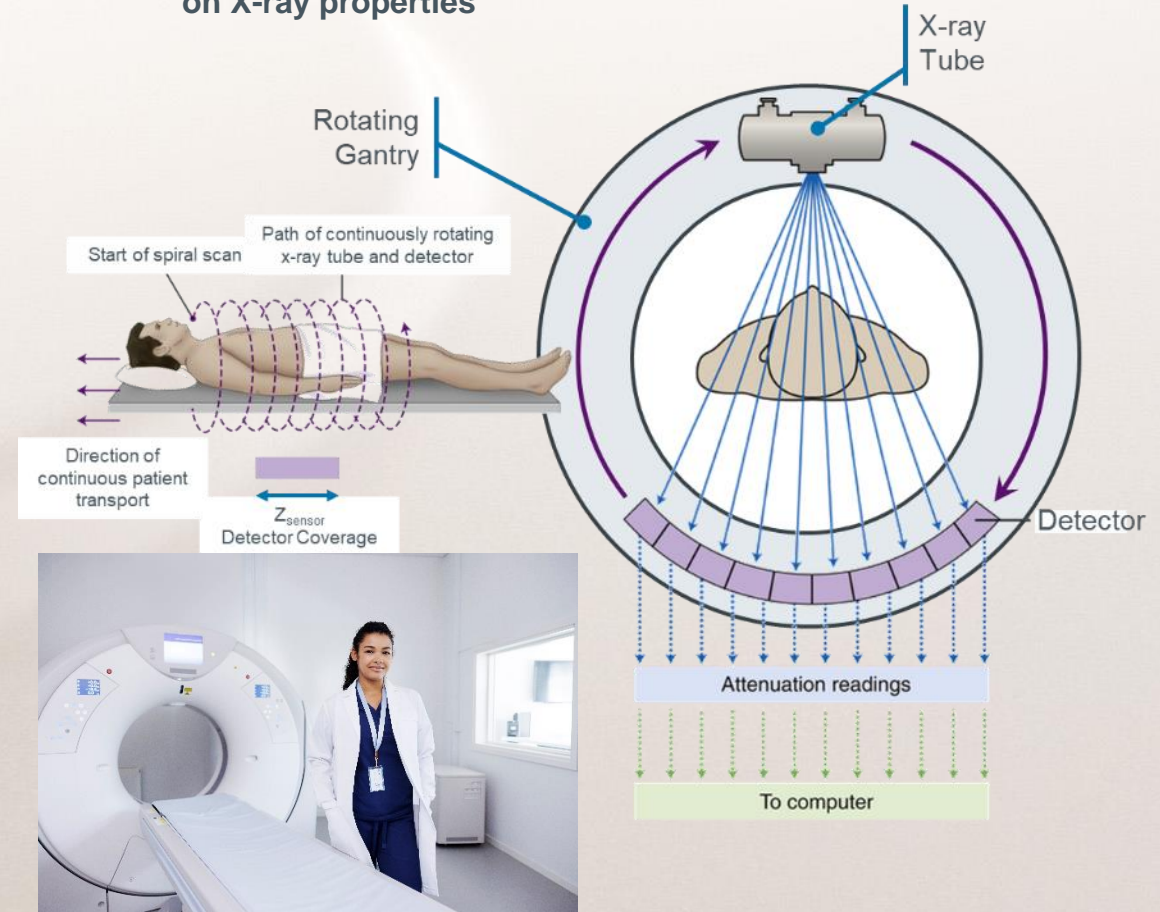 on X-ray properties
X-ray
Tube
Rotating
Gantry
Start of spiral scan
Path of continuously rotating
x-ray tube and detector
Direction of
continuous patient
transport
Zsensor
Detector Coverage
Detector
Attenuation readings
To computer